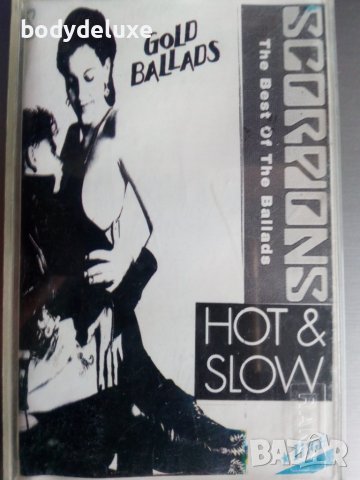 bodydeluxe
GOLD
BALLADS
SCORPIONS
The Best Of The Ballads
HOT &
SLOW
BAZAR